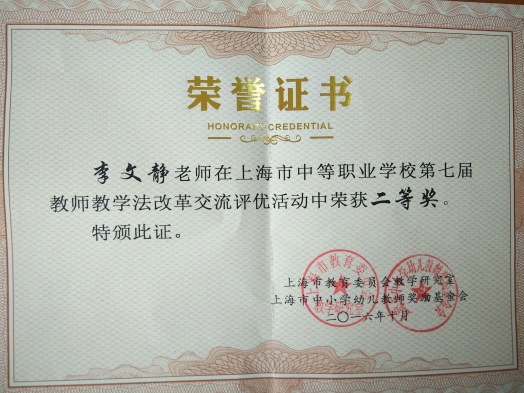 荣誉证书
HONORARY CREDENTIAL
李文静老师在上海市中等职业学校第七届
教师教学法改革交流评优活动中荣获二等奖。
特颁此证。
上海市教育委员会教学研究室
上海市中小学幼儿教师奖励基金会
二〇一六年十月